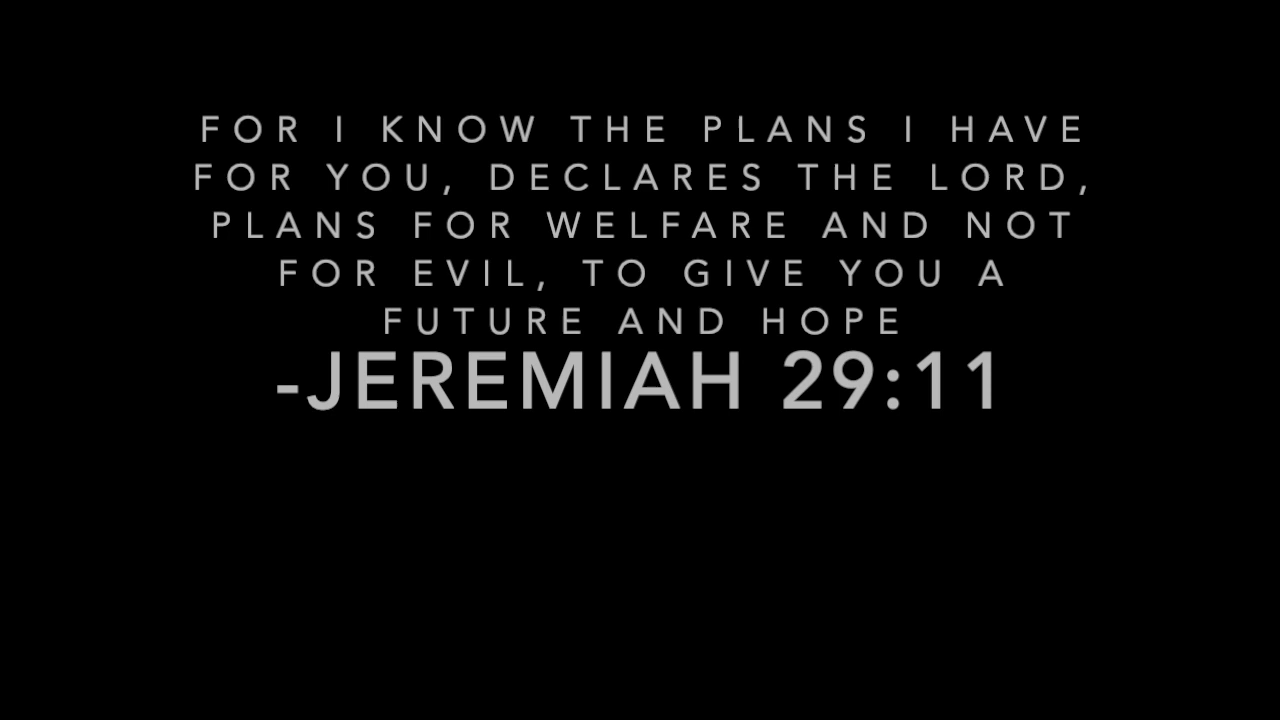 FOR I KNOW THE PLANS I HAVE
FOR YOU, DECLARES THE LORD,
PLANS FOR WELFARE AND NOT
FOR EVIL, TO GIVE YOU A
FUTURE AND HOPE
-JEREMIAH 29:11